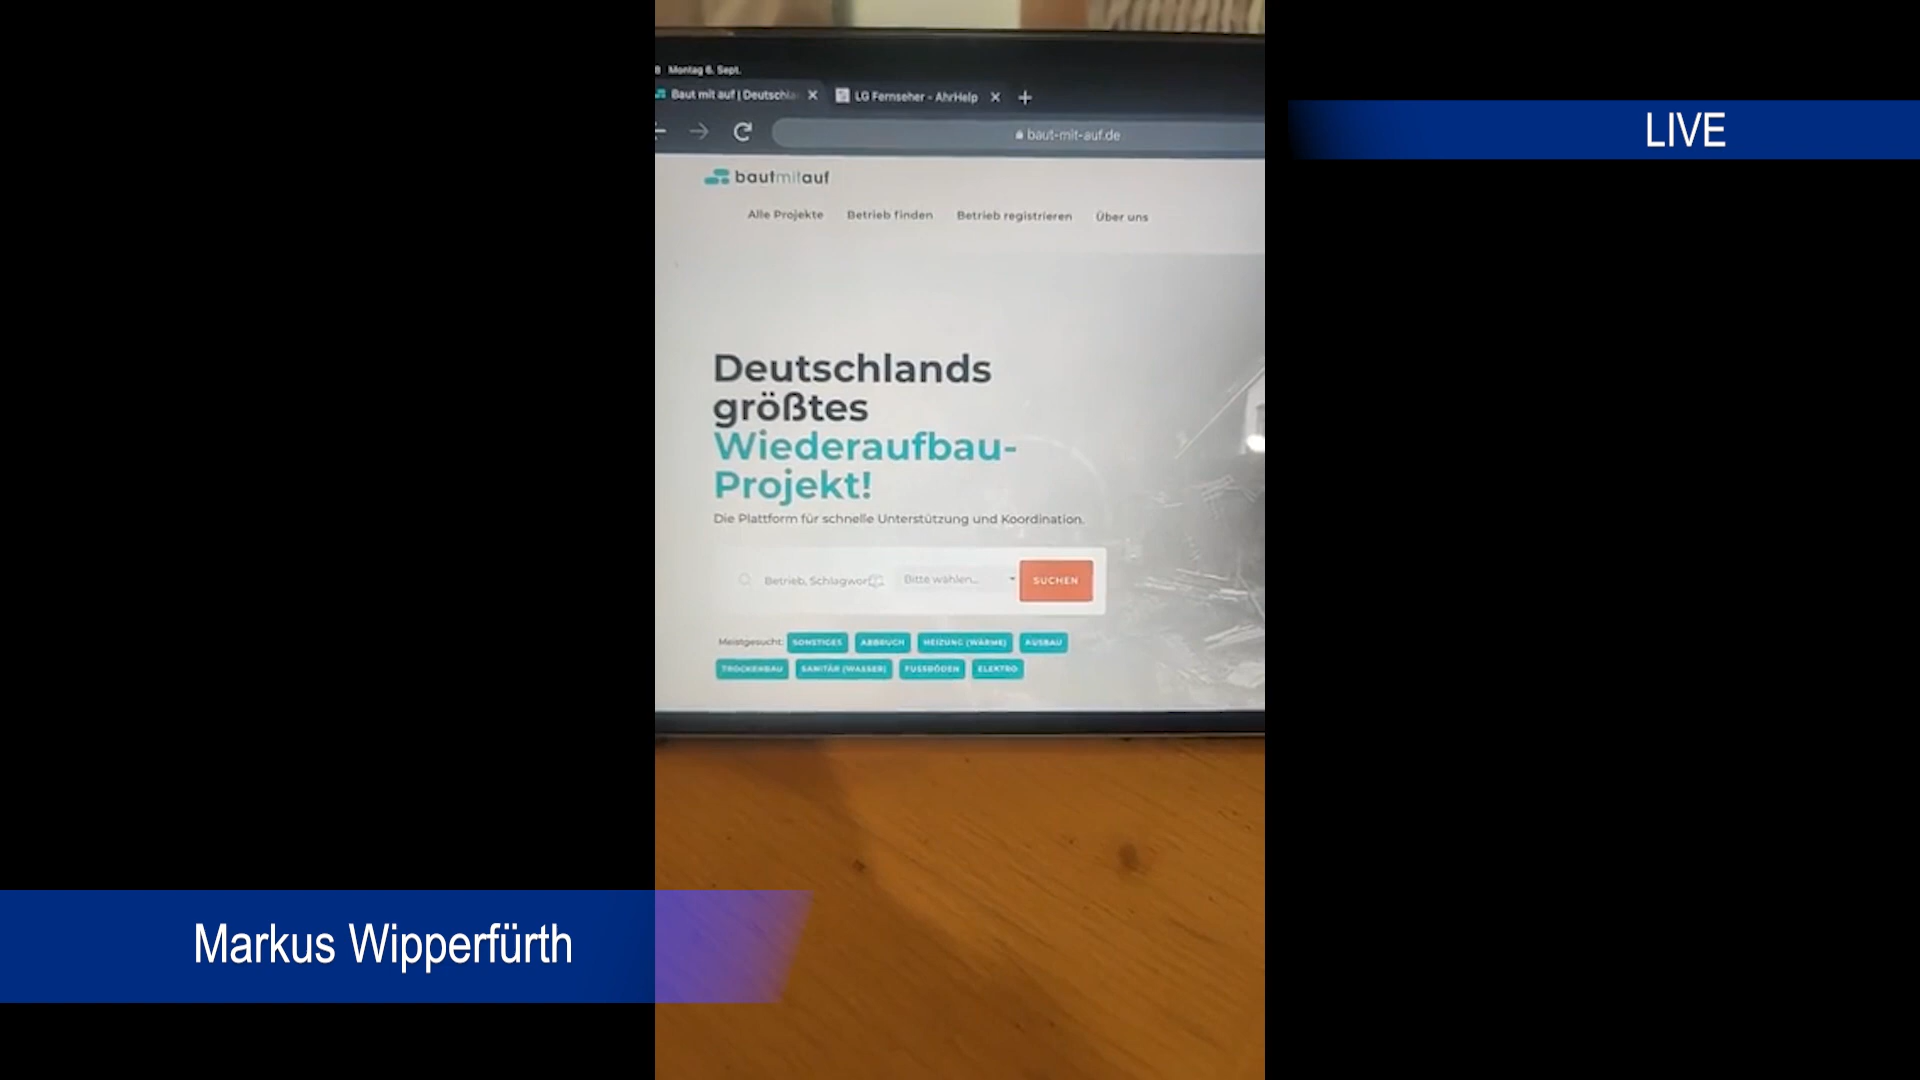 LIVE
8 Montag 6. Sept.
Baut mit auf | Deutschla
LG Fernseher - AhrHelp
baut-mit-auf.de
bautmitauf
Alle Projekte Betrieb finden Betrieb registrieren Über uns
Deutschlands
größtes
Wiederaufbau-
Projekt!
Die Plattform für schnelle Unterstützung und Koordination.
Betrieb, Schlagwor Bitte wählen... SUCHEN
Meistgesucht: SONSTIGES ABBRUCH HEIZUNG (WÄRME) AUSBAU
TROCKENBAU SANITÄR (WASSER) FUSSBÖDEN ELEKTRO
Markus Wipperfürth